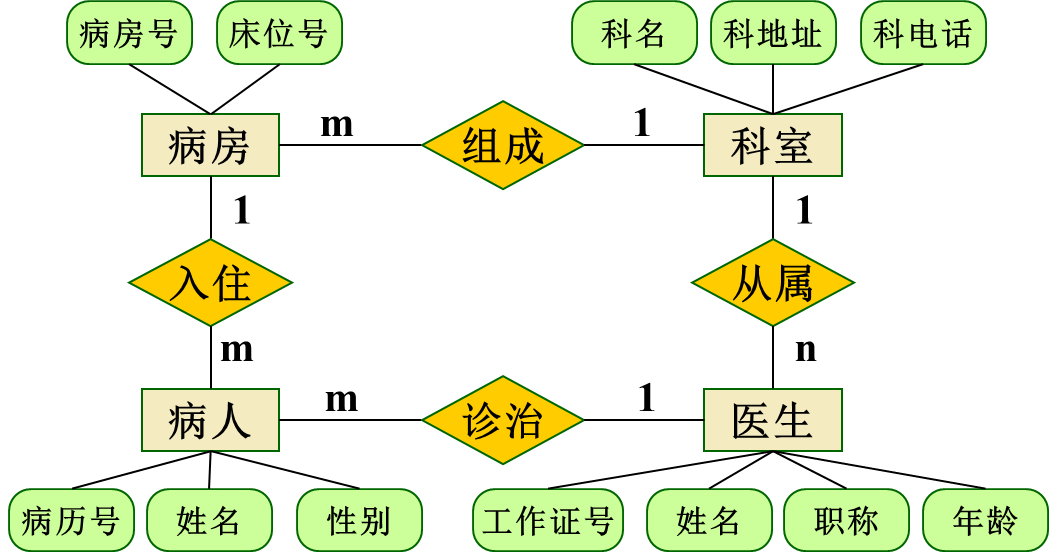 病房号 床位号 科名 科地址 科电话
病房 m 组成 1 科室
1 1
入住 从属
m n
病人 m 诊治 1 医生
病历号 姓名 性别 工作证号 姓名 职称 年龄